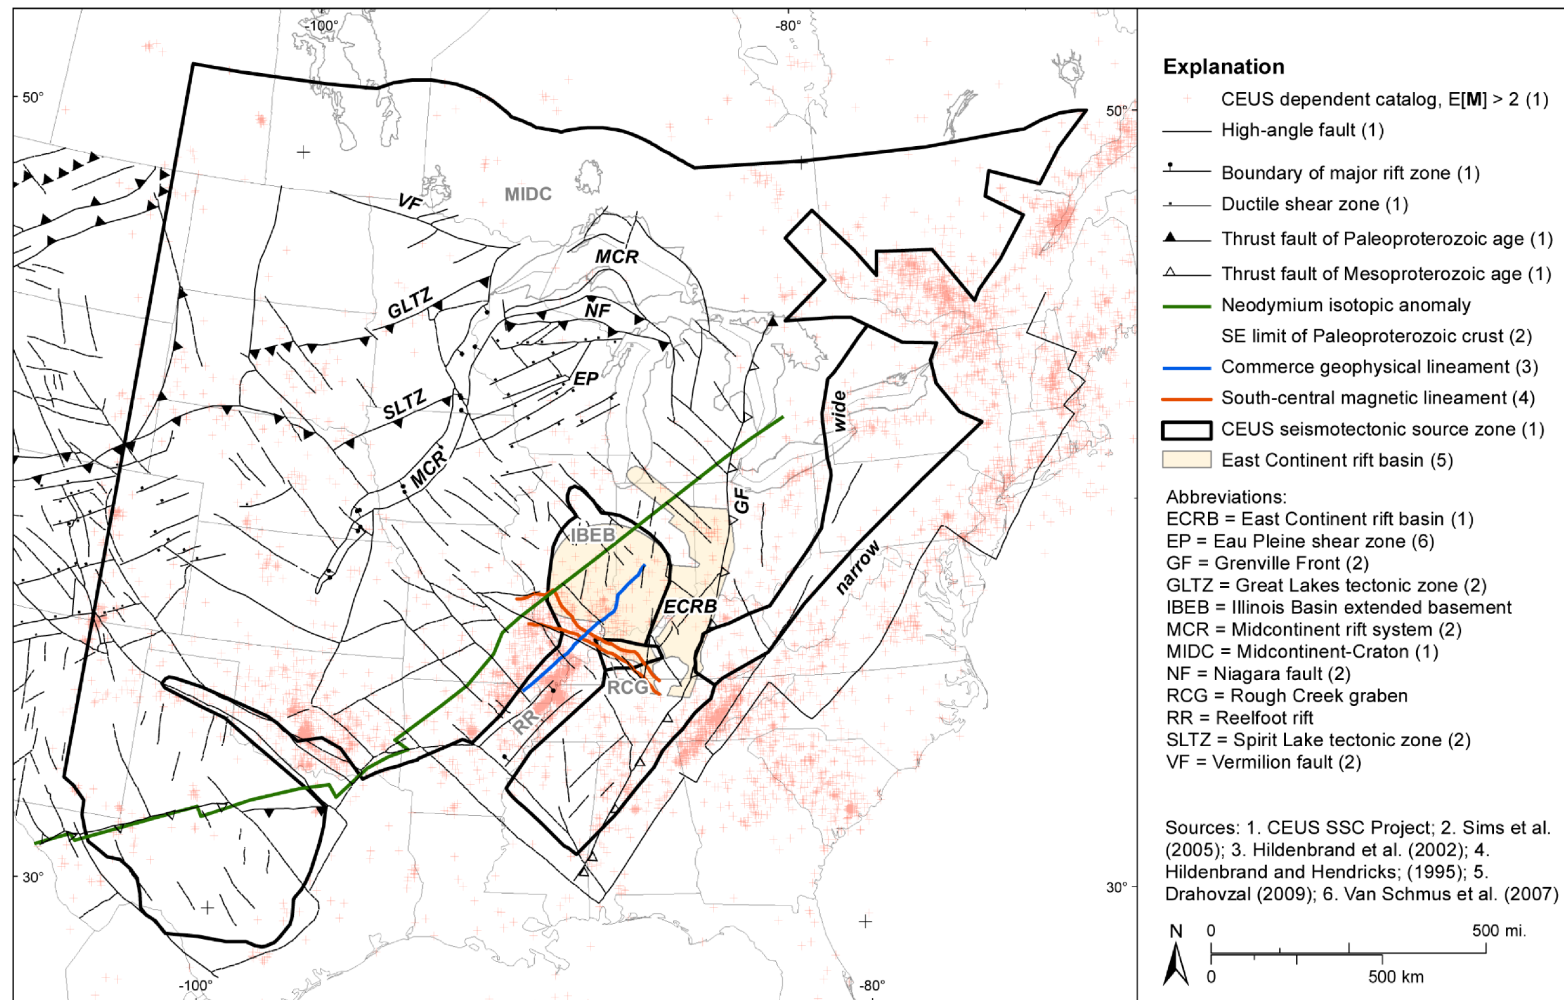 -100°
-80°
50°
50°
VF
MIDC
MCR
GLTZ
NF
EP
SLTZ
MCR
wide
GF
IBEB
narrow
ECRB
RCG
RR
30°
30°
-100°
-80°
Explanation
CEUS dependent catalog, E[M] > 2 (1)
High-angle fault (1)
Boundary of major rift zone (1)
Ductile shear zone (1)
Thrust fault of Paleoproterozoic age (1)
Thrust fault of Mesoproterozoic age (1)
Neodymium isotopic anomaly
SE limit of Paleoproterozoic crust (2)
Commerce geophysical lineament (3)
South-central magnetic lineament (4)
CEUS seismotectonic source zone (1)
East Continent rift basin (5)
Abbreviations:
ECRB = East Continent rift basin (1)
EP = Eau Pleine shear zone (6)
GF = Grenville Front (2)
GLTZ = Great Lakes tectonic zone (2)
IBEB = Illinois Basin extended basement
MCR = Midcontinent rift system (2)
MIDC = Midcontinent-Craton (1)
NF = Niagara fault (2)
RCG = Rough Creek graben
RR = Reelfoot rift
SLTZ = Spirit Lake tectonic zone (2)
VF = Vermilion fault (2)
Sources: 1. CEUS SSC Project; 2. Sims et al.
(2005); 3. Hildenbrand et al. (2002); 4.
Hildenbrand and Hendricks; (1995); 5.
Drahovzal (2009); 6. Van Schmus et al. (2007)
N
0 500 mi.
0 500 km